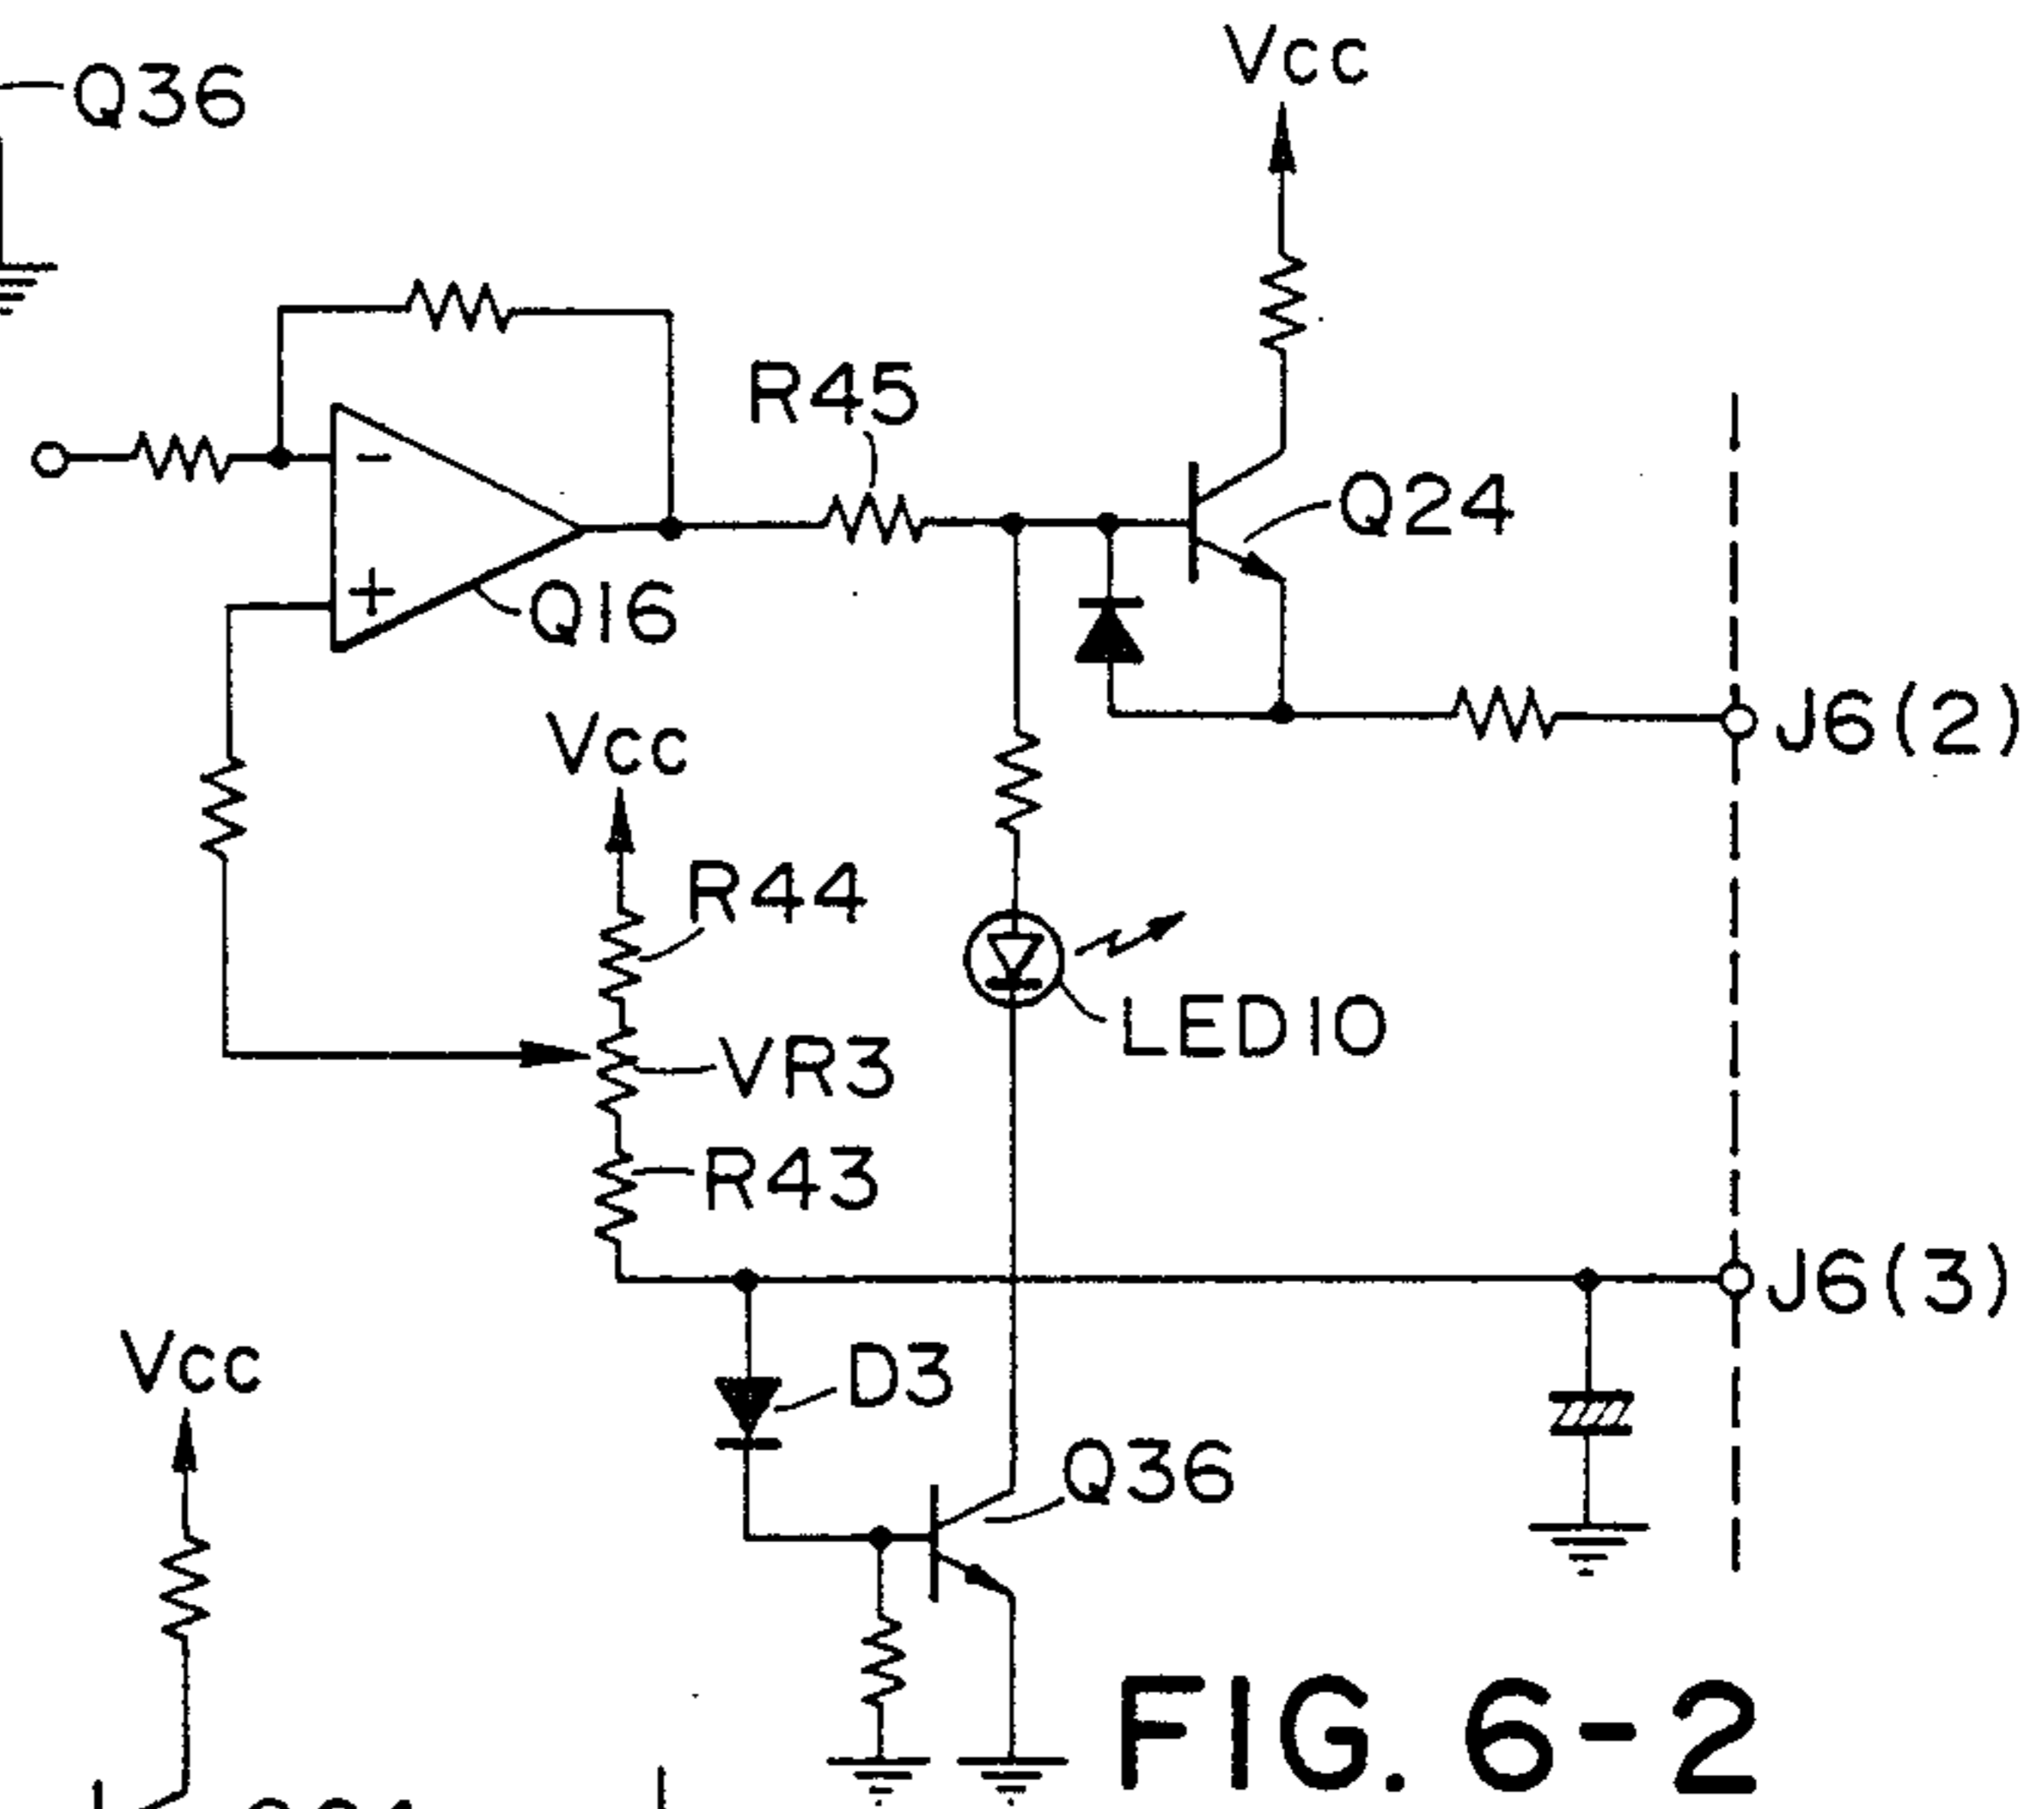 Vcc
Q36
R45
Q24
-
+
Q16
J6(2)
Vcc
R44
LED10
VR3
R43
J6(3)
Vcc
D3
Q36
FIG. 6-2